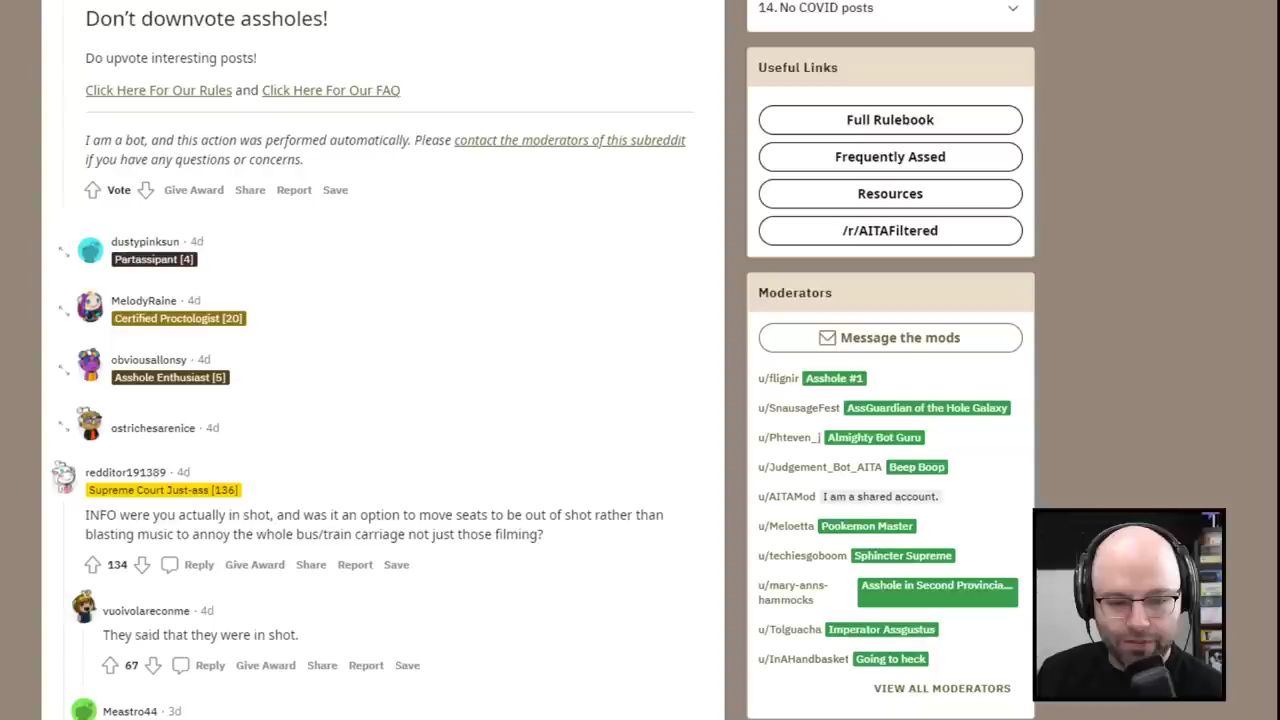 Don't downvote assholes!
Do upvote interesting posts!
Click Here For Our Rules and Click Here For Our FAQ
I am a bot, and this action was performed automatically. Please contact the moderators of this subreddit
if you have any questions or concerns.
Vote Give Award Share Report Save
dustypinksun · 4d
Partassipant [4]
MelodyRaine · 4d
Certified Proctologist [20]
obviousallonsy · 4d
Asshole Enthusiast [5]
ostrichesarenice · 4d
redditor191389 · 4d
Supreme Court Just-ass [136]
INFO were you actually in shot, and was it an option to move seats to be out of shot rather than
blasting music to annoy the whole bus/train carriage not just those filming?
134 Reply Give Award Share Report Save
vuoivolareconme · 4d
They said that they were in shot.
67 Reply Give Award Share Report Save
Meastro44 · 3d
14. No COVID posts
Useful Links
Full Rulebook
Frequently Assed
Resources
/r/AITAFiltered
Moderators
Message the mods
u/flignir Asshole #1
u/SnausageFest AssGuardian of the Hole Galaxy
u/Phteven_j Almighty Bot Guru
u/Judgement_Bot_AITA Beep Boop
u/AITAMod I am a shared account.
u/Meloetta Pookemon Master
u/techiesgoboom Sphincter Supreme
u/mary-anns- Asshole in Second Provincia...
hammocks
u/Tolguacha Imperator Assgustus
u/InAHandbasket Going to heck
VIEW ALL MODERATORS